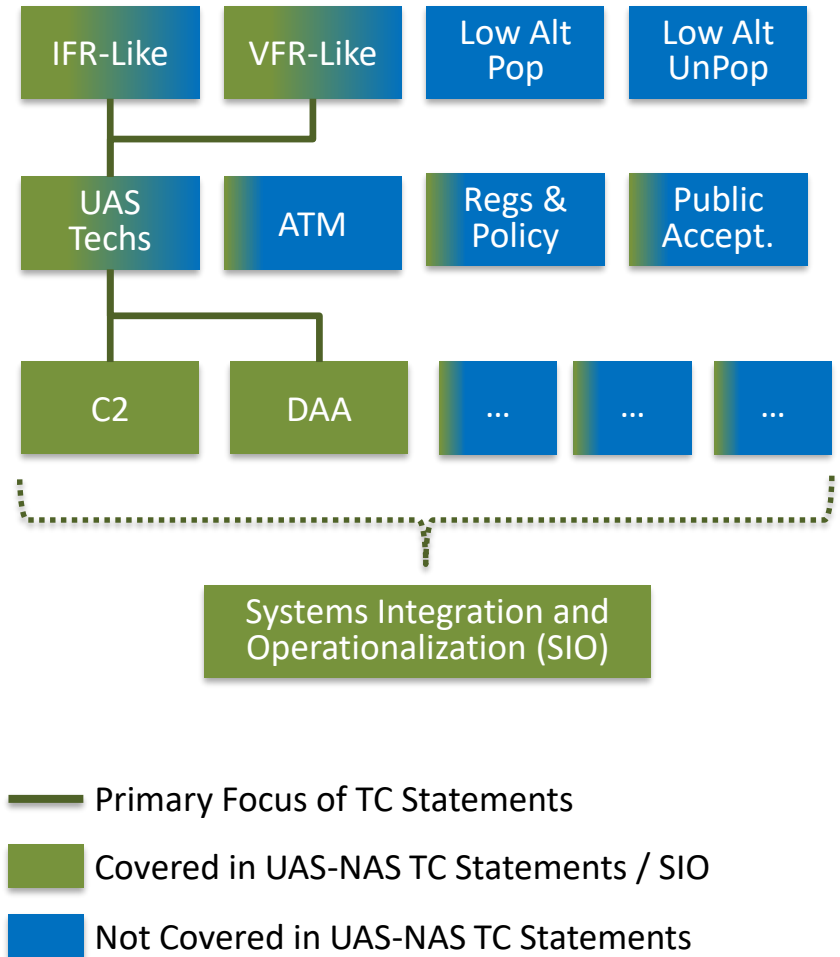 IFR-Like
VFR-Like
Low Alt
Pop
Low Alt
UnPop
UAS
Techs
ATM
Regs &
Policy
Public
Accept.
C2
DAA
...
...
...
Systems Integration and
Operationalization (SIO)
Primary Focus of TC Statements
Covered in UAS-NAS TC Statements / SIO
Not Covered in UAS-NAS TC Statements